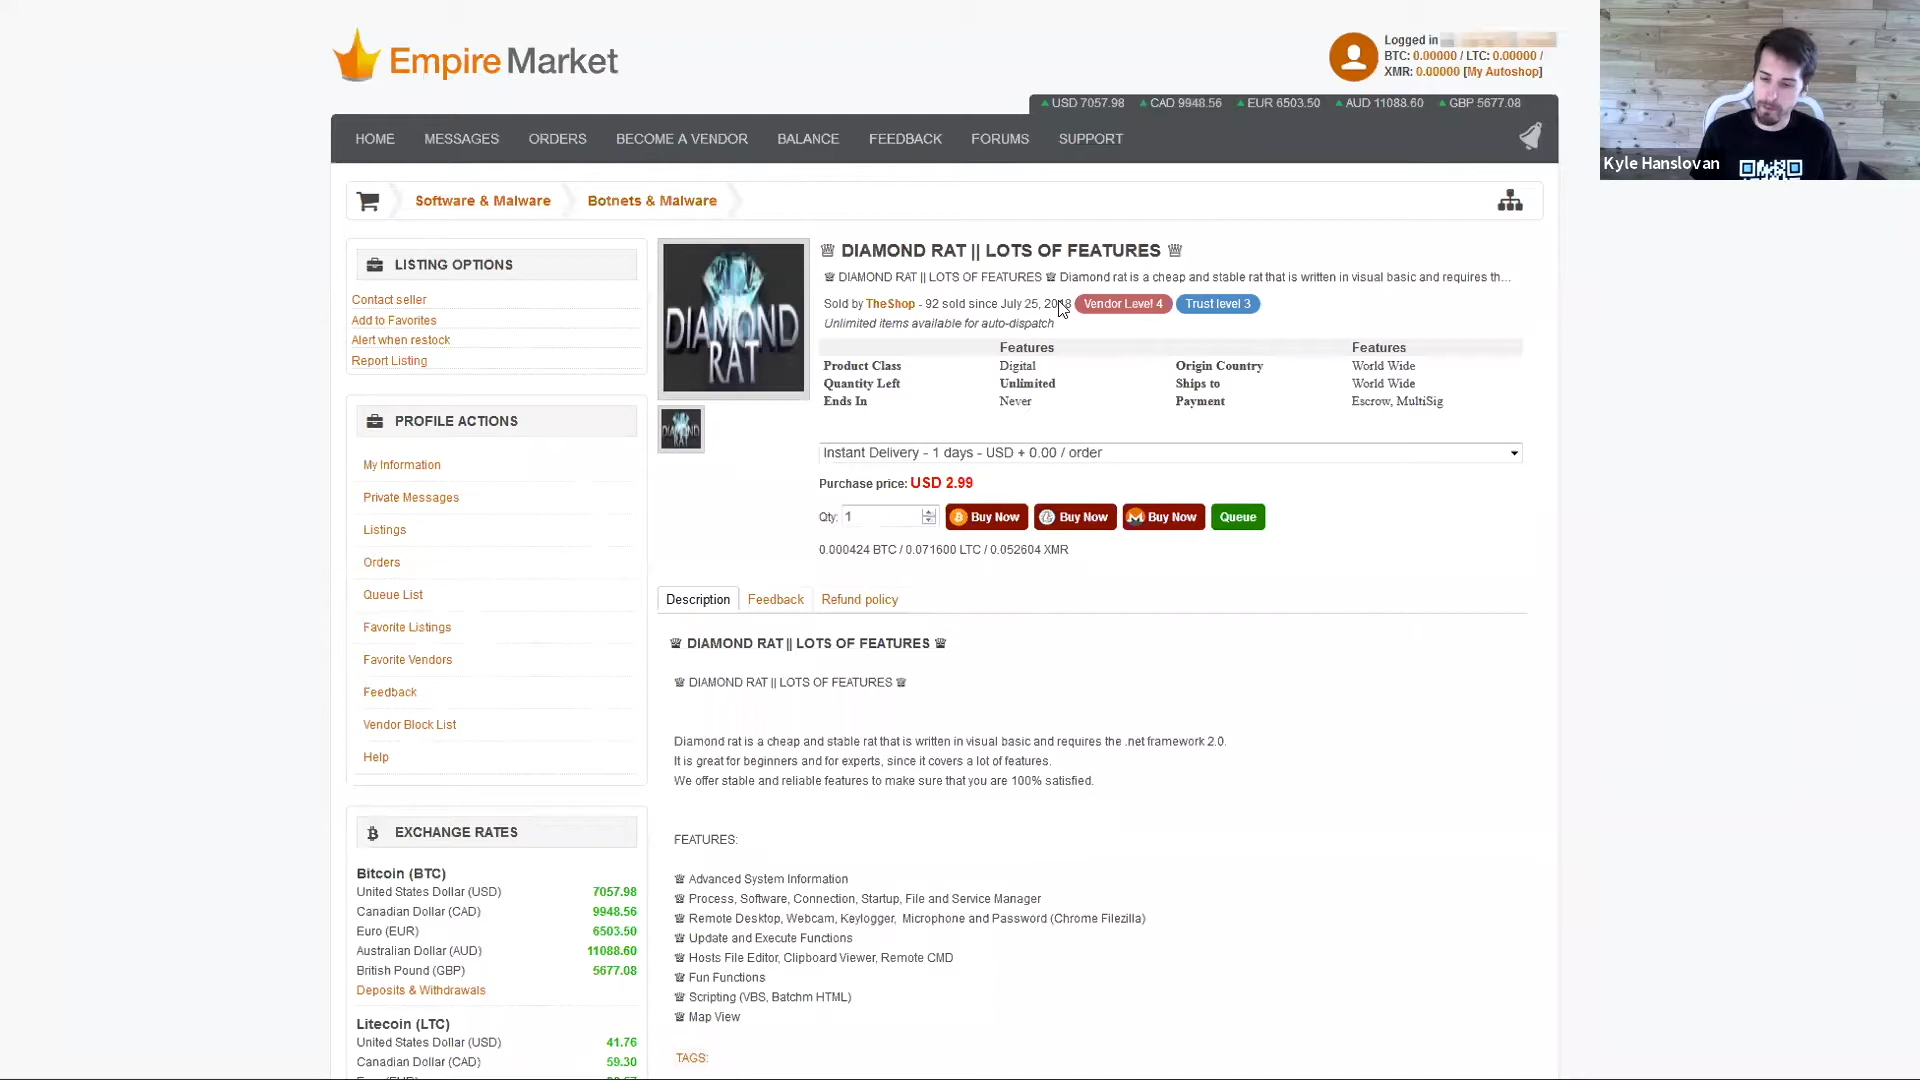 Empire Market
Logged in
BTC: 0.00000 / LTC: 0.00000 /
XMR: 0.00000 [My Autoshop]
USD 7057.98 CAD 9948.56 EUR 6503.50 AUD 11088.60 GBP 5677.08
Kyle Hanslovan
HOME MESSAGES ORDERS BECOME A VENDOR BALANCE FEEDBACK FORUMS SUPPORT
Software & Malware Botnets & Malware
LISTING OPTIONS
Contact seller
Add to Favorites
Alert when restock
Report Listing
PROFILE ACTIONS
My Information
Private Messages
Listings
Orders
Queue List
Favorite Listings
Favorite Vendors
Feedback
Vendor Block List
Help
EXCHANGE RATES
Bitcoin (BTC)
United States Dollar (USD) 7057.98
Canadian Dollar (CAD) 9948.56
Euro (EUR) 6503.50
Australian Dollar (AUD) 11088.60
British Pound (GBP) 5677.08
Deposits & Withdrawals
Litecoin (LTC)
United States Dollar (USD) 41.76
Canadian Dollar (CAD) 59.30
DIAMOND
RAT
DIAMOND
RAT
♕ DIAMOND RAT || LOTS OF FEATURES ♕
♕ DIAMOND RAT || LOTS OF FEATURES ♕ Diamond rat is a cheap and stable rat that is written in visual basic and requires th...
Sold by TheShop - 92 sold since July 25, 2018 Vendor Level 4 Trust level 3
Unlimited items available for auto-dispatch
Features Features
Product Class Digital Origin Country World Wide
Quantity Left Unlimited Ships to World Wide
Ends In Never Payment Escrow, MultiSig
Instant Delivery - 1 days - USD + 0.00 / order
Purchase price: USD 2.99
Qty: 1 Buy Now Buy Now Buy Now Queue
0.000424 BTC / 0.071600 LTC / 0.052604 XMR
Description Feedback Refund policy
♕ DIAMOND RAT || LOTS OF FEATURES ♕
♕ DIAMOND RAT || LOTS OF FEATURES ♕
Diamond rat is a cheap and stable rat that is written in visual basic and requires the .net framework 2.0.
It is great for beginners and for experts, since it covers a lot of features.
We offer stable and reliable features to make sure that you are 100% satisfied.
FEATURES:
♕ Advanced System Information
♕ Process, Software, Connection, Startup, File and Service Manager
♕ Remote Desktop, Webcam, Keylogger, Microphone and Password (Chrome Filezilla)
♕ Update and Execute Functions
♕ Hosts File Editor, Clipboard Viewer, Remote CMD
♕ Fun Functions
♕ Scripting (VBS, Batchm HTML)
♕ Map View
TAGS: